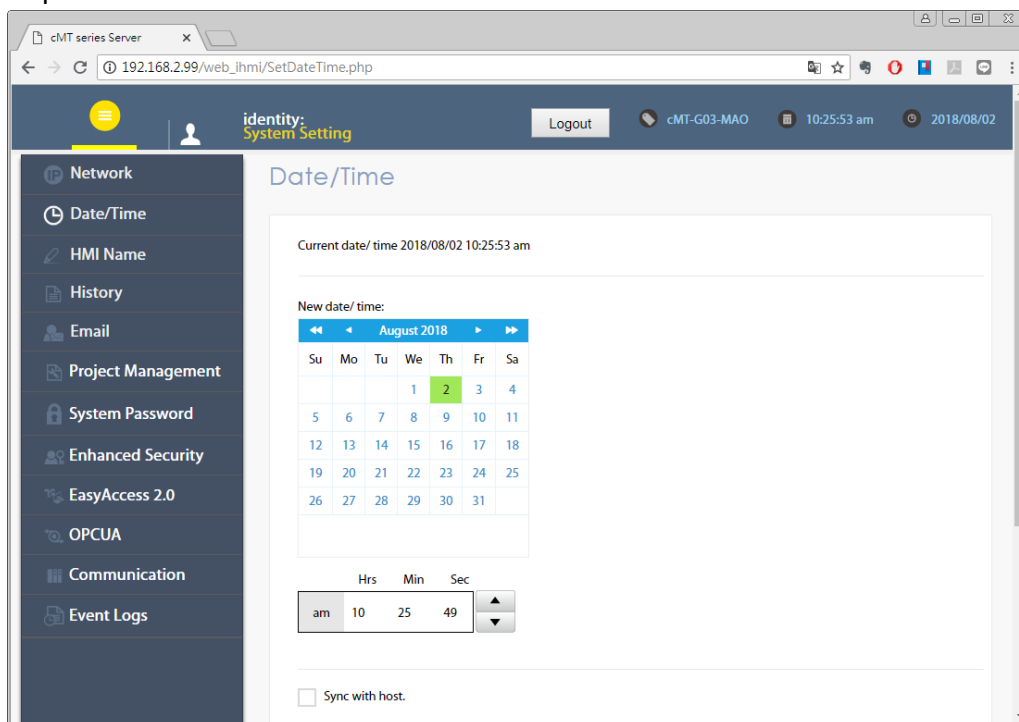 cMT series Server
192.168.2.99/web_ihmi/SetDateTime.php
identity:
System Setting
Logout
cMT-G03-MAO
10:25:53 am
2018/08/02
Network
Date/Time
HMI Name
History
Email
Project Management
System Password
Enhanced Security
EasyAccess 2.0
OPCUA
Communication
Event Logs
Date/Time
Current date/ time 2018/08/02 10:25:53 am
New date/ time:
August 2018
Su Mo Tu We Th Fr Sa
1 2 3 4
5 6 7 8 9 10 11
12 13 14 15 16 17 18
19 20 21 22 23 24 25
26 27 28 29 30 31
Hrs Min Sec
am 10 25 49
Sync with host.